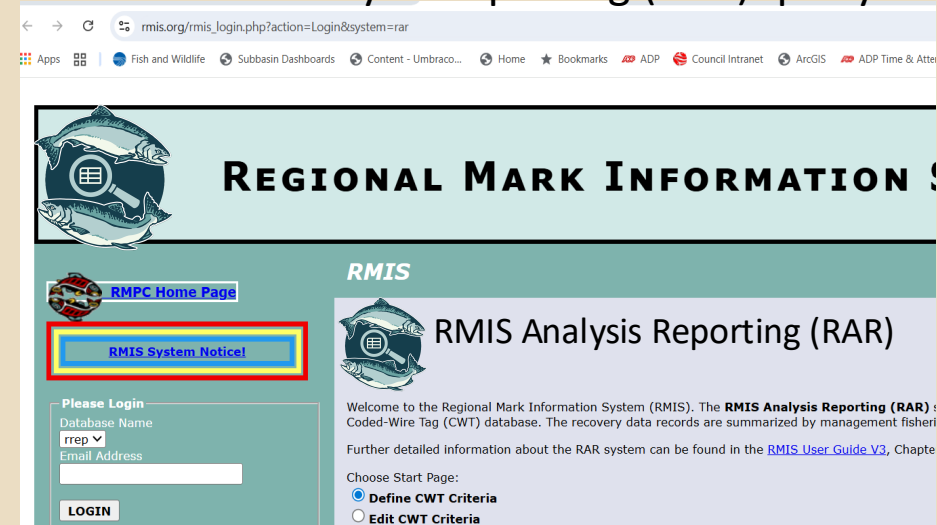 rmis.org/rmis_login.php?action=Login&system=rar
Apps Fish and Wildlife Subbasin Dashboards Content - Umbraco... Home Bookmarks ADP Council Intranet ArcGIS ADP Time & Atte
REGIONAL MARK INFORMATION
RMIS
RMPC Home Page
RMIS System Notice!
RMIS Analysis Reporting (RAR)
Please Login
Database Name
rrep
Email Address
LOGIN
Welcome to the Regional Mark Information System (RMIS). The RMIS Analysis Reporting (RAR) s
Coded-Wire Tag (CWT) database. The recovery data records are summarized by management fisheri
Further detailed information about the RAR system can be found in the RMIS User Guide V3, Chapte
Choose Start Page:
Define CWT Criteria
Edit CWT Criteria